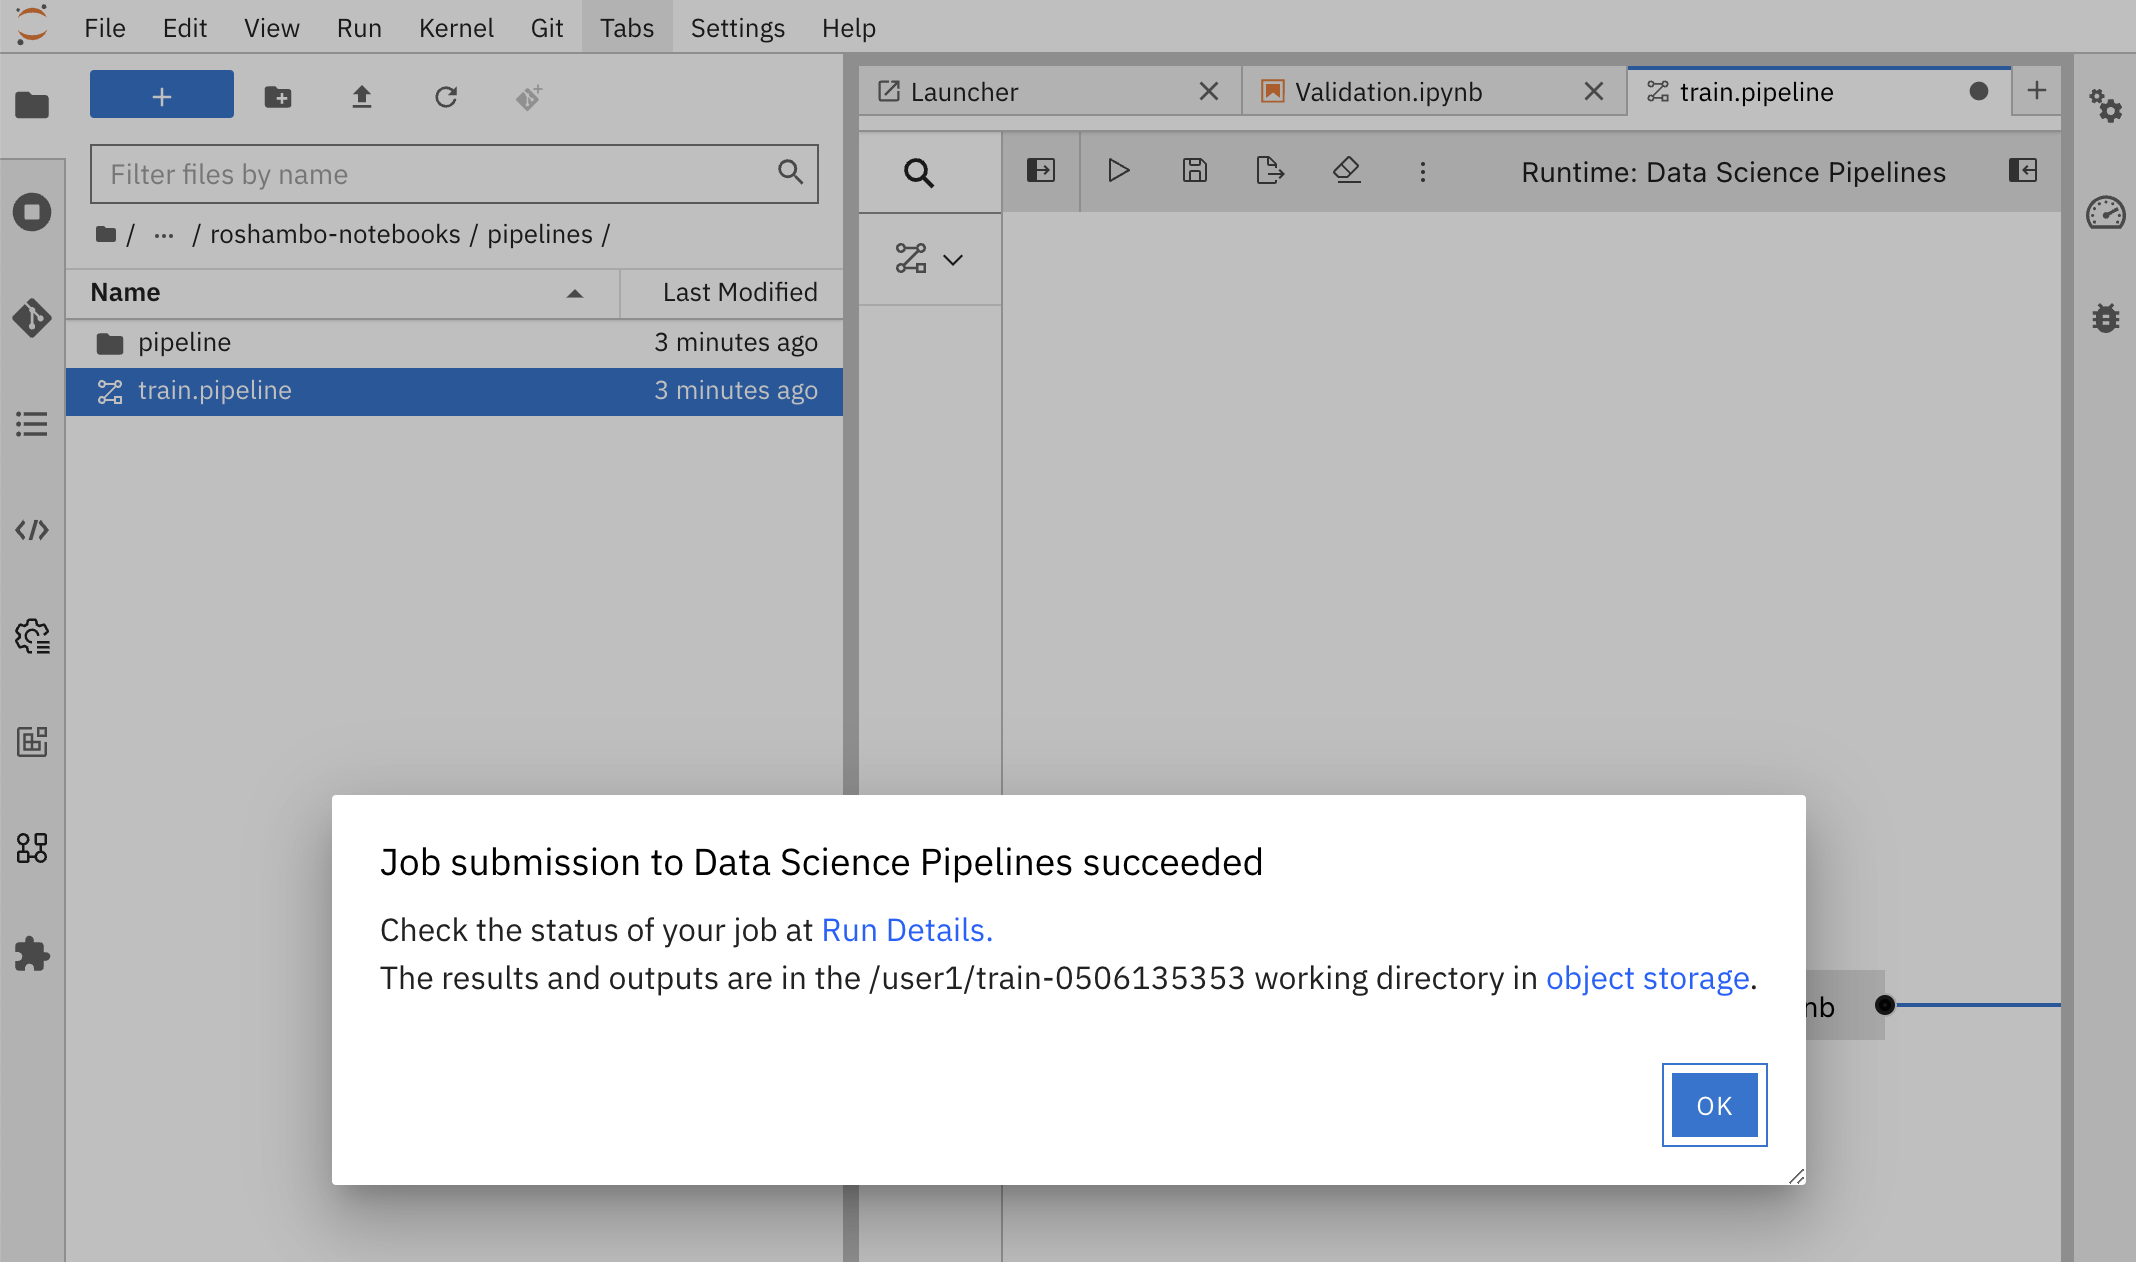 File Edit View Run Kernel Git Tabs Settings Help
Launcher
Validation.ipynb
train.pipeline
Filter files by name
/ ... / roshambo-notebooks / pipelines /
Runtime: Data Science Pipelines
Name Last Modified
pipeline 3 minutes ago
train.pipeline 3 minutes ago
Job submission to Data Science Pipelines succeeded
Check the status of your job at Run Details.
The results and outputs are in the /user1/train-0506135353 working directory in object storage.
nb
OK